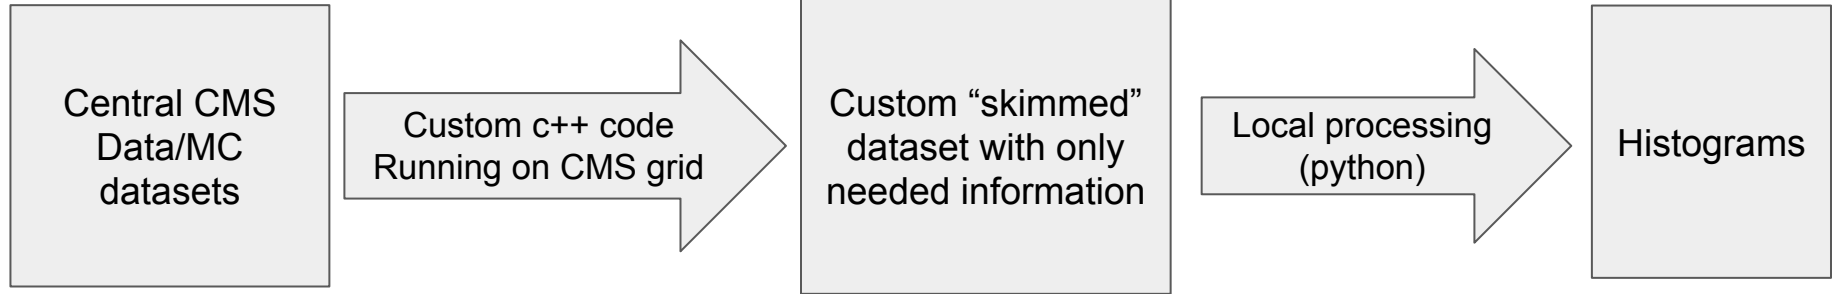 Central CMS
Data/MC
datasets
Custom c++ code
Running on CMS grid
Custom “skimmed”
dataset with only
needed information
Local processing
(python)
Histograms